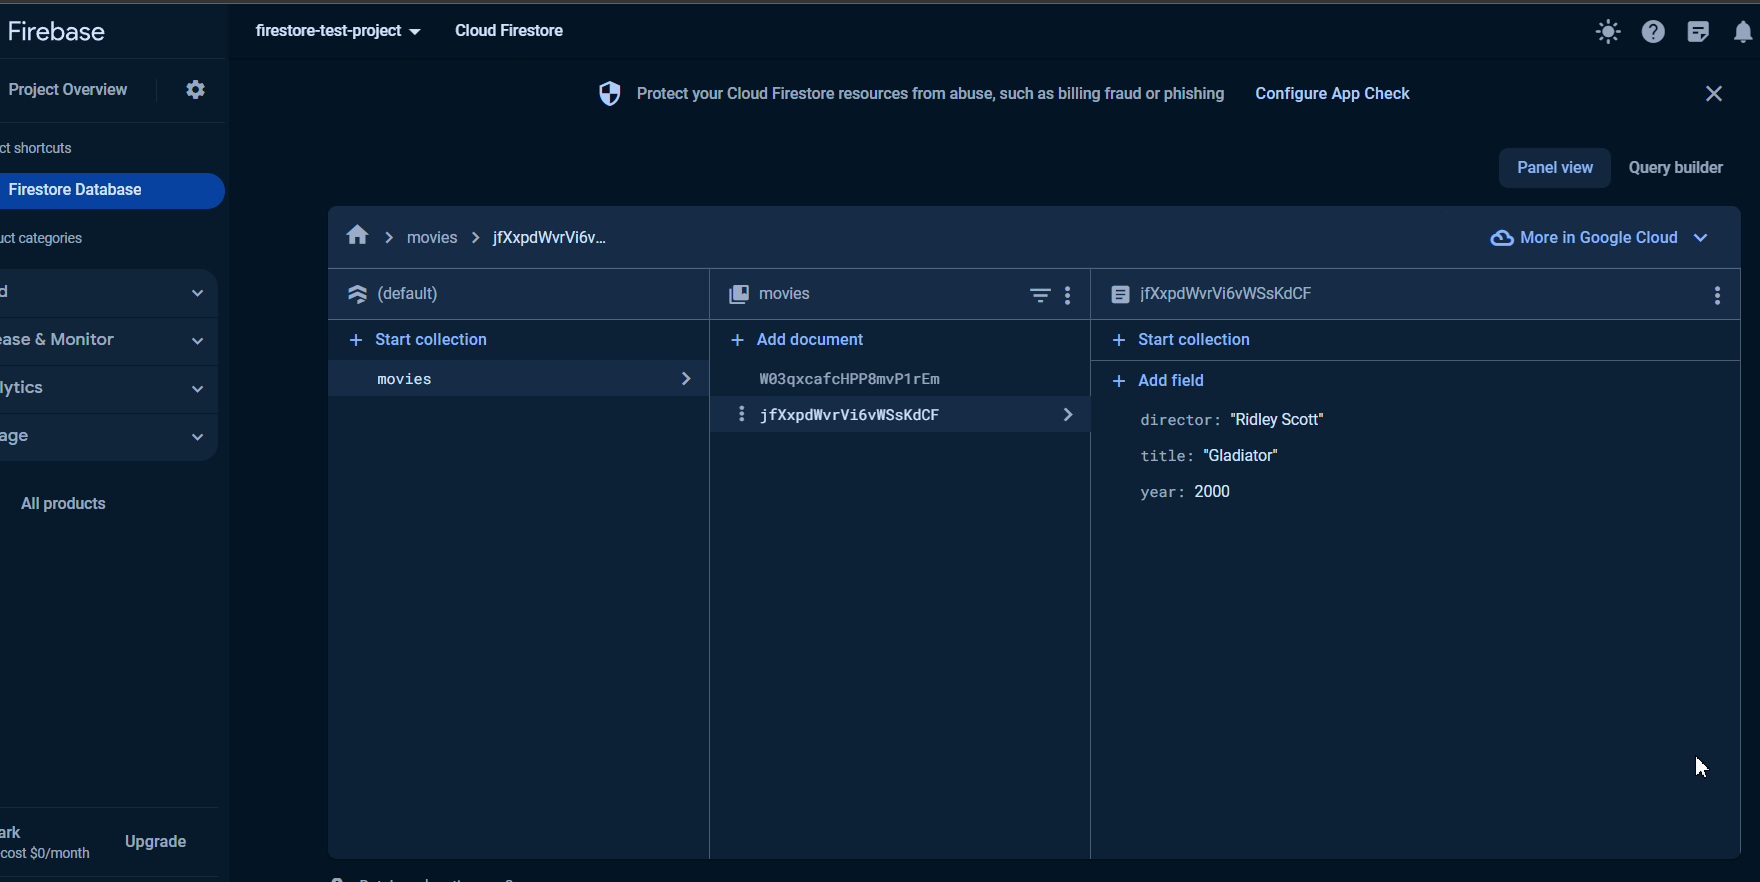 Firebase
firestore-test-project
Cloud Firestore
Project Overview
Protect your Cloud Firestore resources from abuse, such as billing fraud or phishing
Configure App Check
ct shortcuts
Panel view
Query builder
Firestore Database
uct categories
movies
jfXxpdWvrVi6v...
More in Google Cloud
d
ease & Monitor
lytics
age
All products
(default)
+ Start collection
movies
movies
+ Add document
W03qxcafcHPP8mvP1rEm
jfXxpdWvrVi6vWSsKdCF
jfXxpdWvrVi6vWSsKdCF
+ Start collection
+ Add field
director: "Ridley Scott"
title: "Gladiator"
year: 2000
ark
cost $0/month
Upgrade